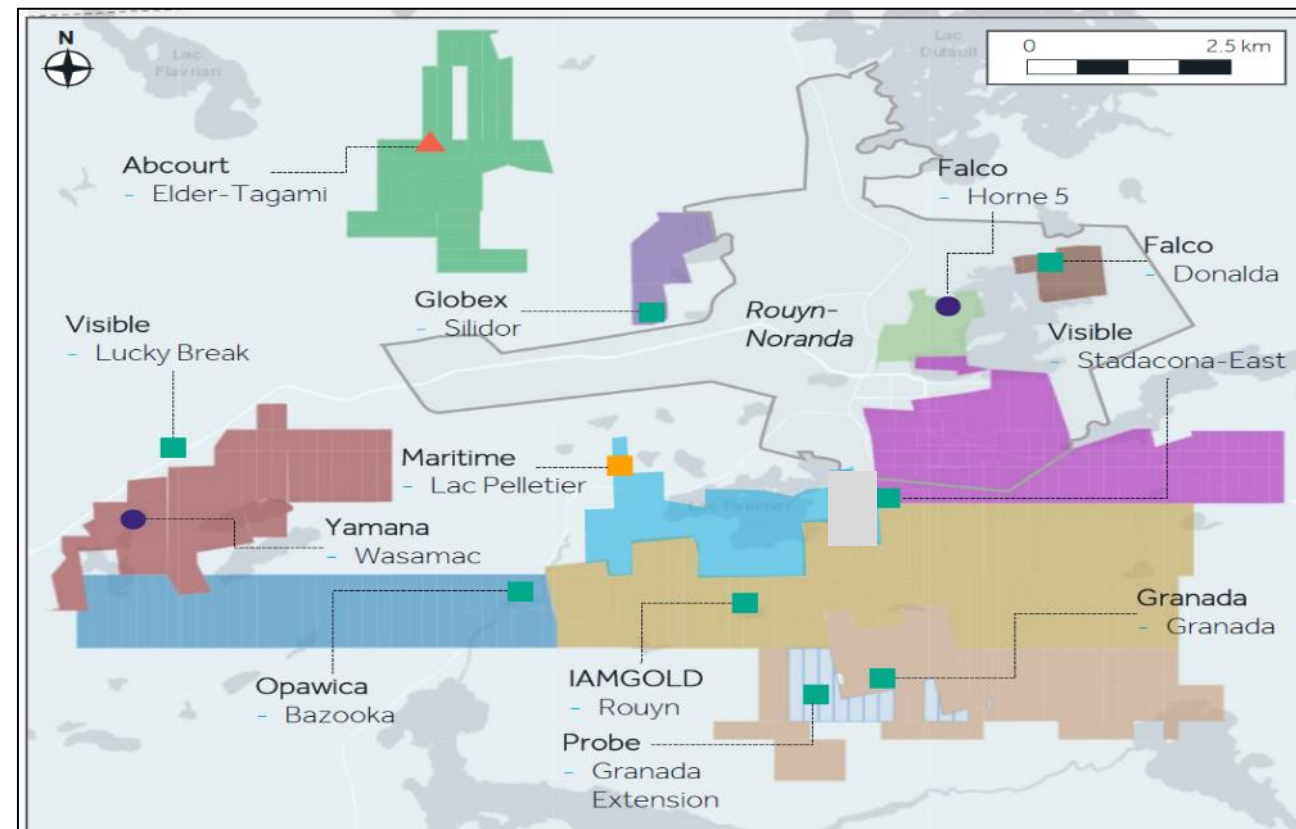 N
Lac
Flavrian
Lac
Dufault
0 2.5 km
Abcourt
- Elder-Tagami
Falco
- Horne 5
Falco
- Donalda
Globex
- Silidor
Rouyn-
Noranda
Visible
- Lucky Break
Visible
- Stadacona-East
Maritime
- Lac Pelletier
Lac Pelletier
Yamana
- Wasamac
Granada
- Granada
Opawica
- Bazooka
IAMGOLD
- Rouyn
Probe
- Granada
Extension